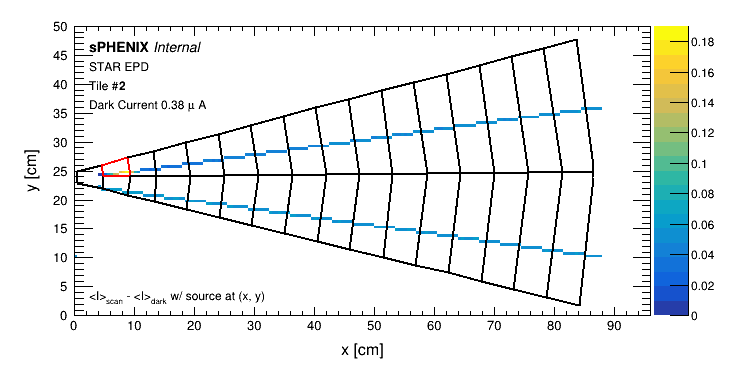 sPHENIX Internal
STAR EPD
Tile #2
Dark Current 0.38 μ A
<I>scan - <I>dark w/ source at (x, y)
y [cm]
50
45
40
35
30
25
20
15
10
5
0
0 10 20 30 40 50 60 70 80 90
x [cm]
0.18
0.16
0.14
0.12
0.1
0.08
0.06
0.04
0.02
0